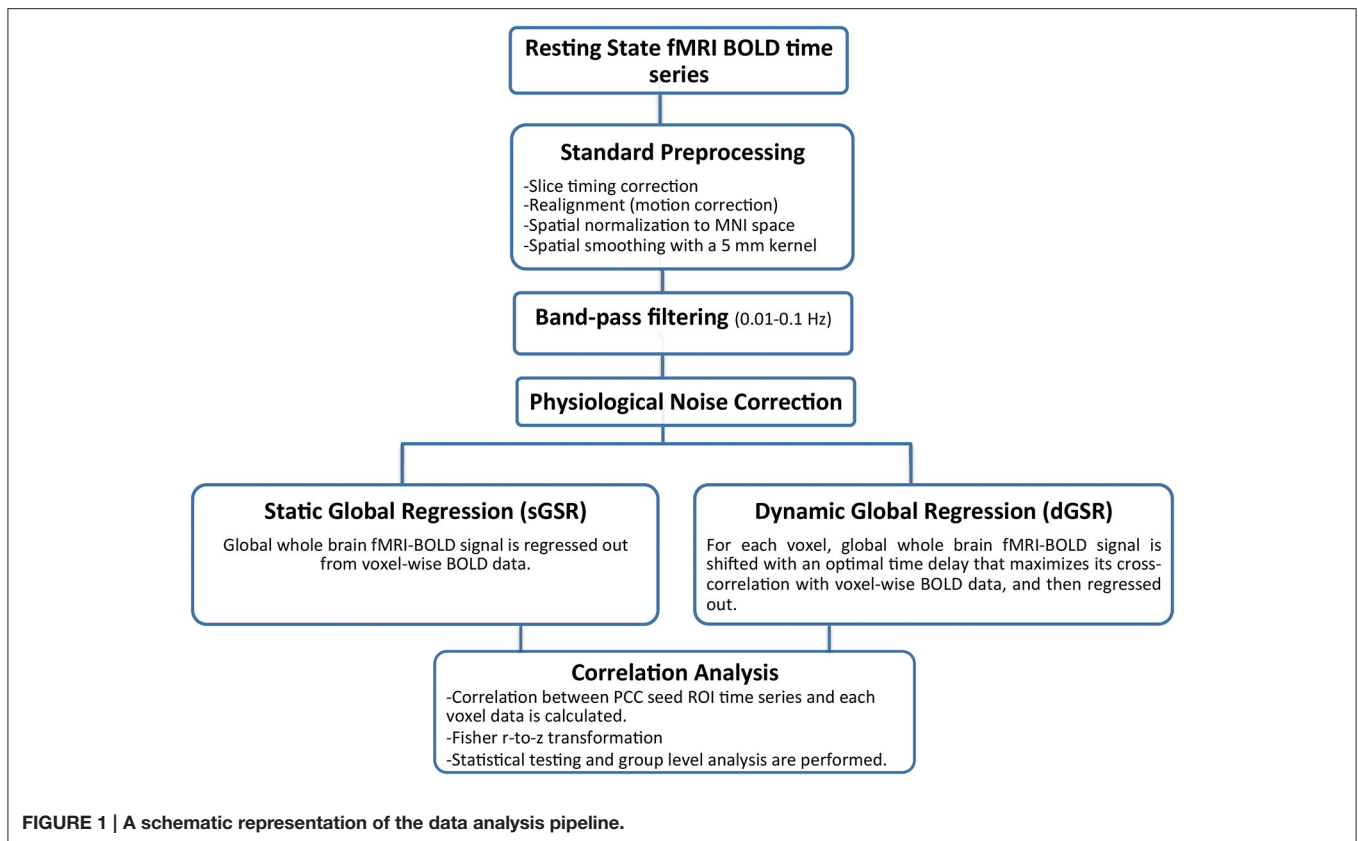 Resting State fMRI BOLD time
series
Standard Preprocessing
-Slice timing correction
-Realignment (motion correction)
-Spatial normalization to MNI space
-Spatial smoothing with a 5 mm kernel
Band-pass filtering (0.01-0.1 Hz)
Physiological Noise Correction
Static Global Regression (sGSR)
Global whole brain fMRI-BOLD signal is regressed out
from voxel-wise BOLD data.
Dynamic Global Regression (dGSR)
For each voxel, global whole brain fMRI-BOLD signal is
shifted with an optimal time delay that maximizes its cross-
correlation with voxel-wise BOLD data, and then regressed
out.
Correlation Analysis
-Correlation between PCC seed ROI time series and each
voxel data is calculated.
-Fisher r-to-z transformation
-Statistical testing and group level analysis are performed.
FIGURE 1 | A schematic representation of the data analysis pipeline.